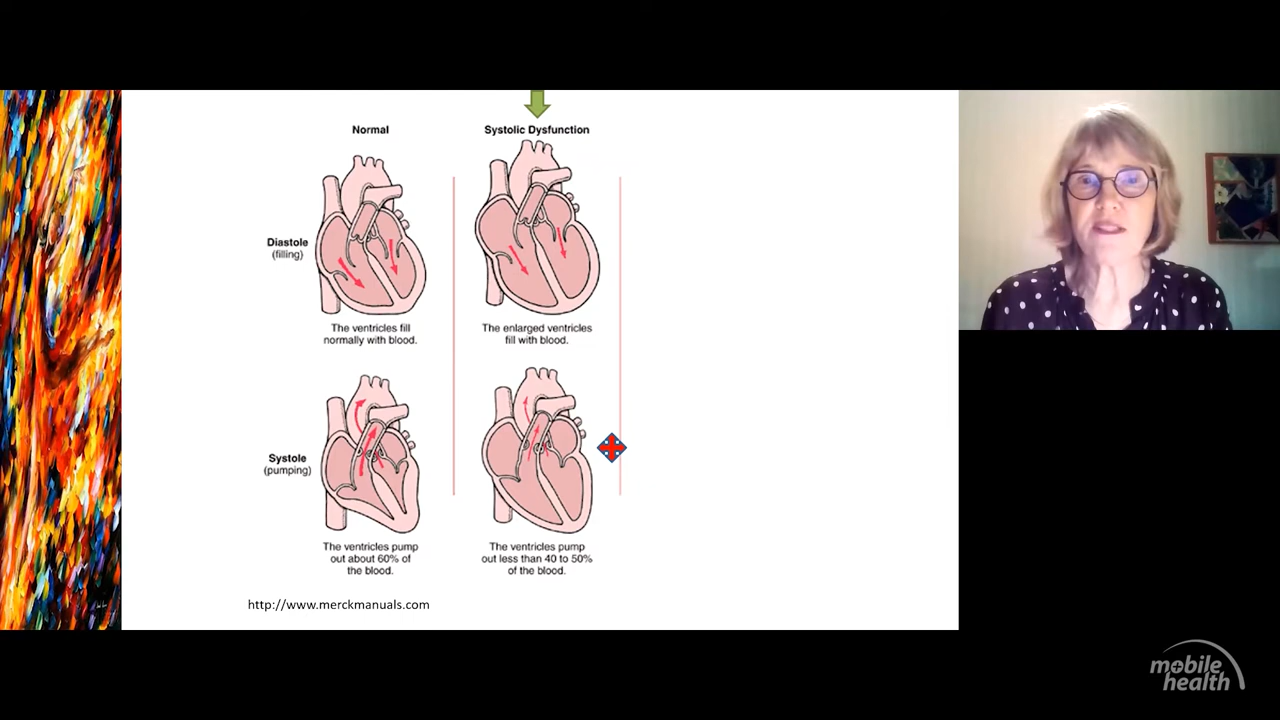 Normal
Systolic Dysfunction
Diastole
(filling)
The ventricles fill
normally with blood.
The enlarged ventricles
fill with blood.
Systole
(pumping)
The ventricles pump
out about 60% of
the blood.
The ventricles pump
out less than 40 to 50%
of the blood.
http://www.merckmanuals.com
mobile
health